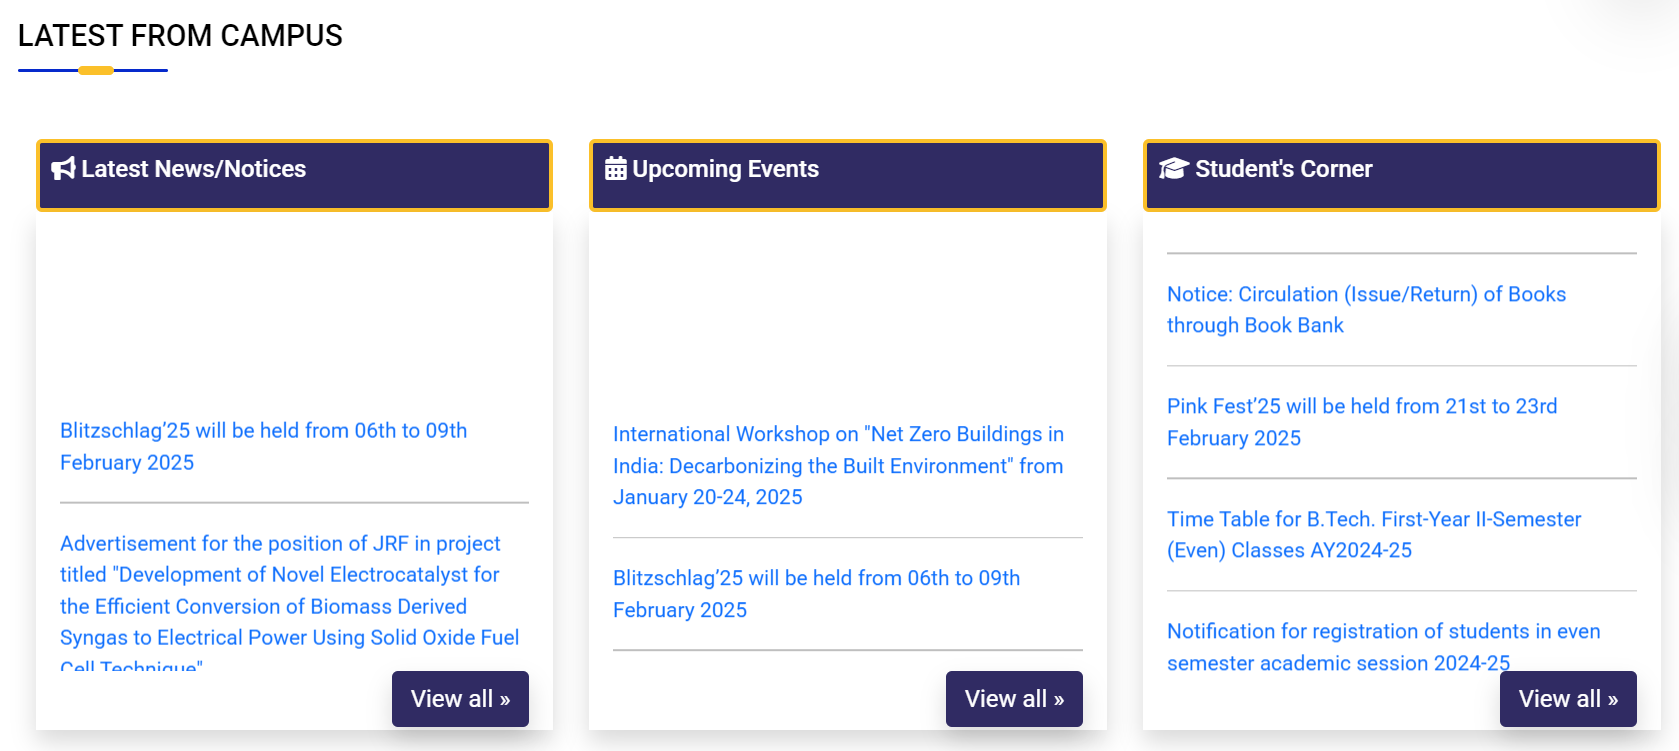 LATEST FROM CAMPUS
Latest News/Notices
Blitzschlag’25 will be held from 06th to 09th
February 2025
Advertisement for the position of JRF in project
titled "Development of Novel Electrocatalyst for
the Efficient Conversion of Biomass Derived
Syngas to Electrical Power Using Solid Oxide Fuel
Cell Technique"
View all »
Upcoming Events
International Workshop on "Net Zero Buildings in
India: Decarbonizing the Built Environment" from
January 20-24, 2025
Blitzschlag’25 will be held from 06th to 09th
February 2025
View all »
Student's Corner
Notice: Circulation (Issue/Return) of Books
through Book Bank
Pink Fest’25 will be held from 21st to 23rd
February 2025
Time Table for B.Tech. First-Year II-Semester
(Even) Classes AY2024-25
Notification for registration of students in even
semester academic session 2024-25
View all »